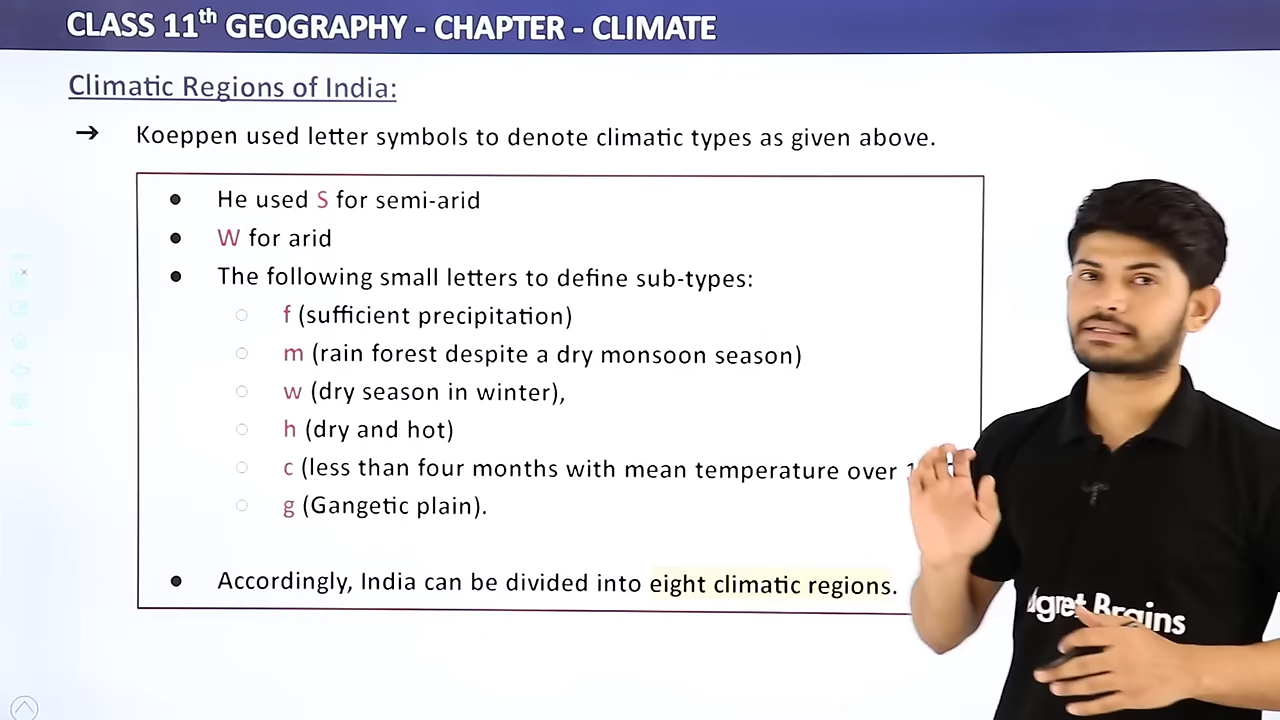 CLASS 11th GEOGRAPHY - CHAPTER - CLIMATE
Climatic Regions of India:
➔ Koeppen used letter symbols to denote climatic types as given above.
● He used S for semi-arid
● W for arid
● The following small letters to define sub-types:
○ f (sufficient precipitation)
○ m (rain forest despite a dry monsoon season)
○ w (dry season in winter),
○ h (dry and hot)
○ c (less than four months with mean temperature over
○ g (Gangetic plain).
● Accordingly, India can be divided into eight climatic regions.
Brains